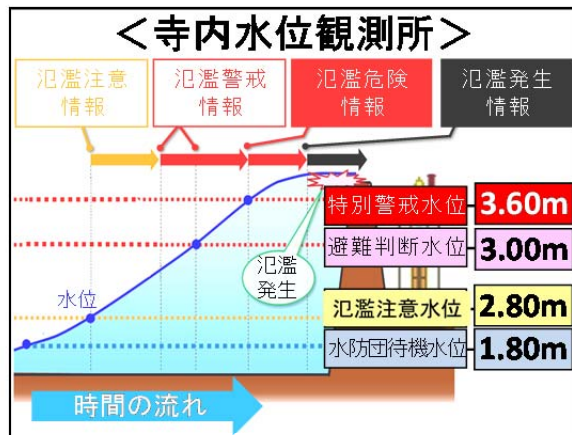 ＜寺内水位観測所＞
氾濫注意
情報
氾濫警戒
情報
氾濫危険
情報
氾濫発生
情報
特別警戒水位 3.60m
避難判断水位 3.00m
氾濫
発生
水位
氾濫注意水位 2.80m
水防団待機水位 1.80m
時間の流れ